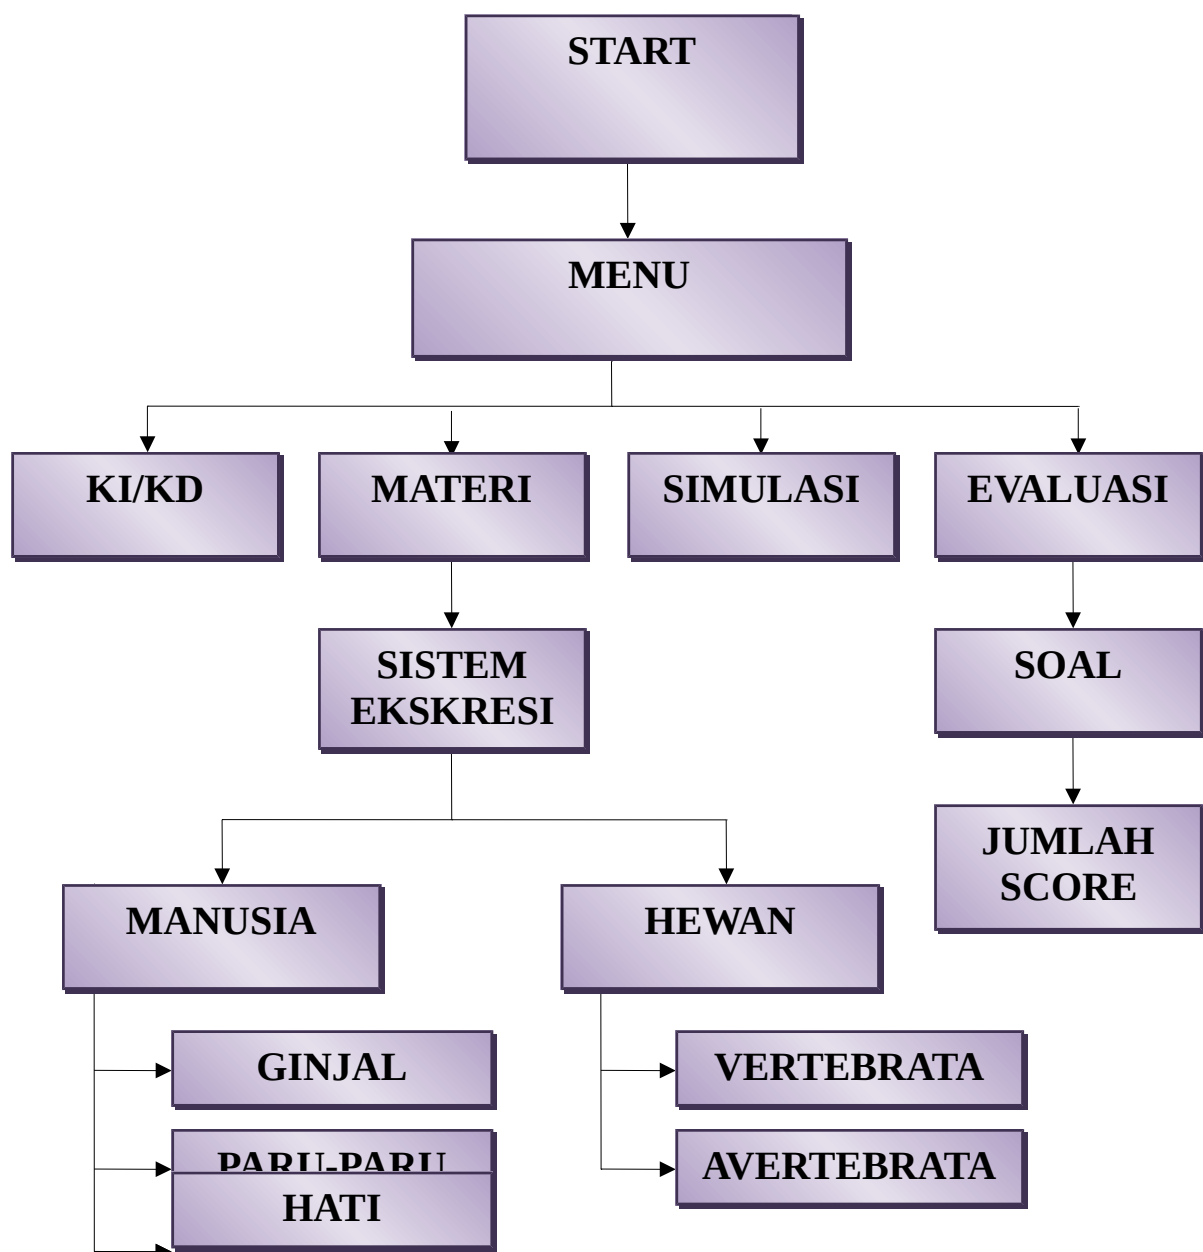 START
MENU
KI/KD
MATERI
SIMULASI
EVALUASI
SISTEM
EKSKRESI
SOAL
JUMLAH
SCORE
MANUSIA
HEWAN
GINJAL
VERTEBRATA
PARU-PARU
AVERTEBRATA
HATI